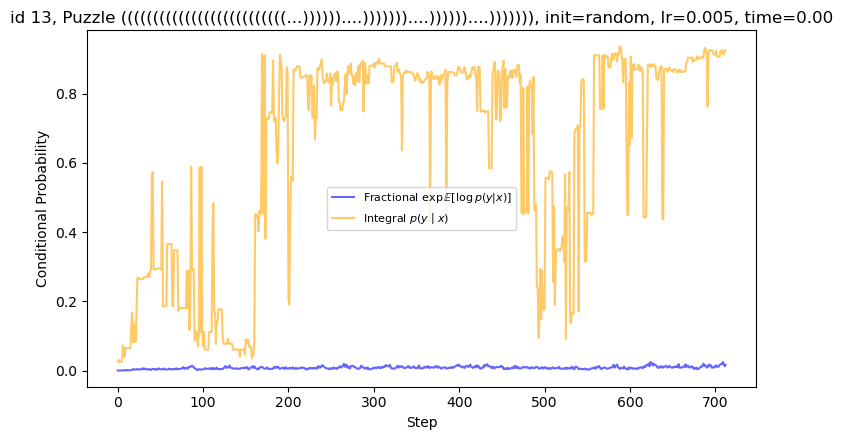 id 13, Puzzle ((((((((((((((((((((((((((...))))))....)))))))....))))))....))))))), init=random, lr=0.005, time=0.00
Conditional Probability
0.8
0.6
0.4
0.2
0.0
Fractional exp 𝔼[log p(y|x)]
Integral p(y | x)
0 100 200 300 400 500 600 700
Step